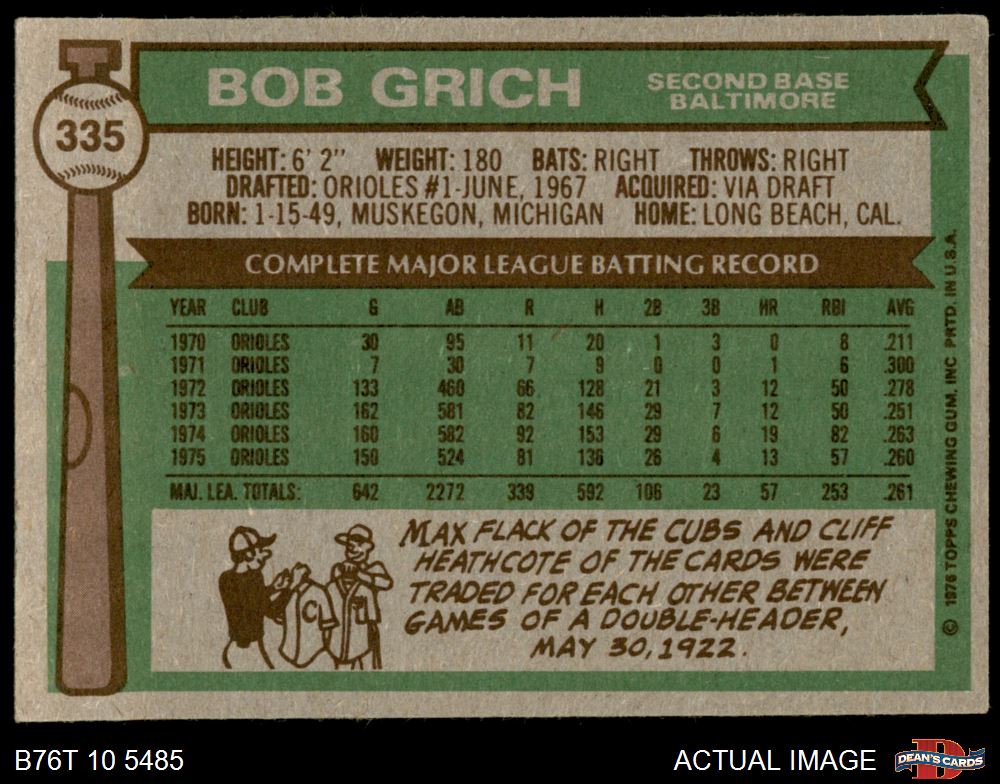 335
BOB GRICH
SECOND BASE
BALTIMORE
HEIGHT: 6' 2" WEIGHT: 180 BATS: RIGHT THROWS: RIGHT
DRAFTED: ORIOLES #1-JUNE, 1967 ACQUIRED: VIA DRAFT
BORN: 1-15-49, MUSKEGON, MICHIGAN HOME: LONG BEACH, CAL.
COMPLETE MAJOR LEAGUE BATTING RECORD
YEAR CLUB G AB R H 2B 3B HR RBI AVG
1970 ORIOLES 30 95 11 20 1 3 0 8 .211
1971 ORIOLES 7 30 7 9 0 0 1 6 .300
1972 ORIOLES 133 460 66 128 21 3 12 50 .278
1973 ORIOLES 162 581 82 146 29 7 12 50 .251
1974 ORIOLES 160 582 92 153 29 6 19 82 .263
1975 ORIOLES 150 524 81 136 26 4 13 57 .260
MAJ. LEA. TOTALS: 642 2272 339 592 106 23 57 253 .261
C
MAX FLACK OF THE CUBS AND CLIFF
HEATHCOTE OF THE CARDS WERE
TRADED FOR EACH OTHER BETWEEN
GAMES OF A DOUBLE-HEADER,
MAY 30, 1922.
© 1976 TOPPS CHEWING GUM, INC PRTD. IN U.S.A.
B76T 10 5485
ACTUAL IMAGE
D
DEAN'S CARDS